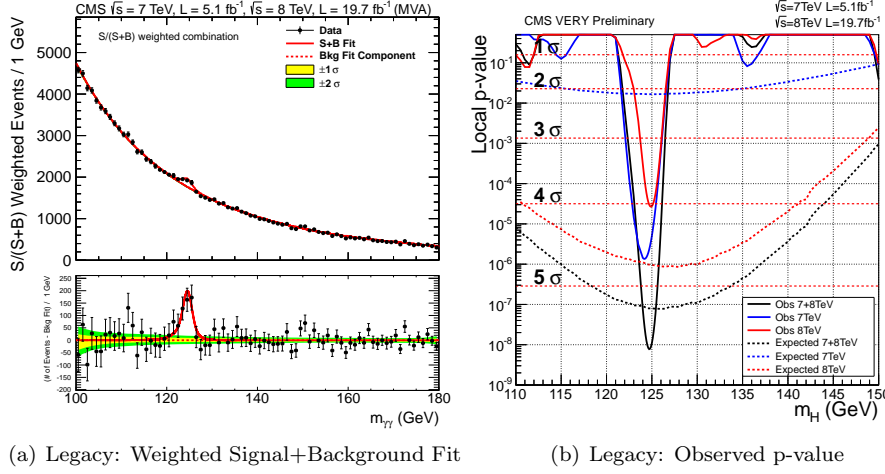 CMS √s = 7 TeV, L = 5.1 fb⁻¹, √s = 8 TeV, L = 19.7 fb⁻¹ (MVA)
S/(S+B) weighted combination
Data
S+B Fit
Bkg Fit Component
±1 σ
±2 σ
S/(S+B) Weighted Events / 1 GeV
5000
4000
3000
2000
1000
0
(# of Events - Bkg Fit) / 1 GeV
250
200
150
100
50
0
-50
-100
-150
-200
100 120 140 160 180
m_γγ (GeV)
CMS VERY Preliminary
√s=7TeV L=5.1fb⁻¹
√s=8TeV L=19.7fb⁻¹
Local p-value
10⁻¹
10⁻²
10⁻³
10⁻⁴
10⁻⁵
10⁻⁶
10⁻⁷
10⁻⁸
10⁻⁹
1 σ
2 σ
3 σ
4 σ
5 σ
Obs 7+8TeV
Obs 7TeV
Obs 8TeV
Expected 7+8TeV
Expected 7TeV
Expected 8TeV
110 115 120 125 130 135 140 145 150
m_H (GeV)
(a) Legacy: Weighted Signal+Background Fit
(b) Legacy: Observed p-value